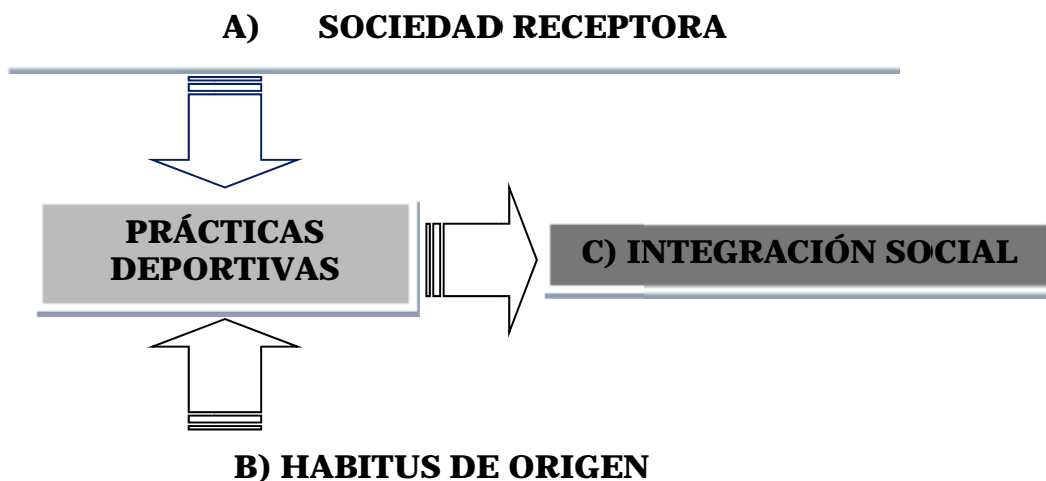 A) SOCIEDAD RECEPTORA
PRÁCTICAS
DEPORTIVAS
C) INTEGRACIÓN SOCIAL
B) HABITUS DE ORIGEN